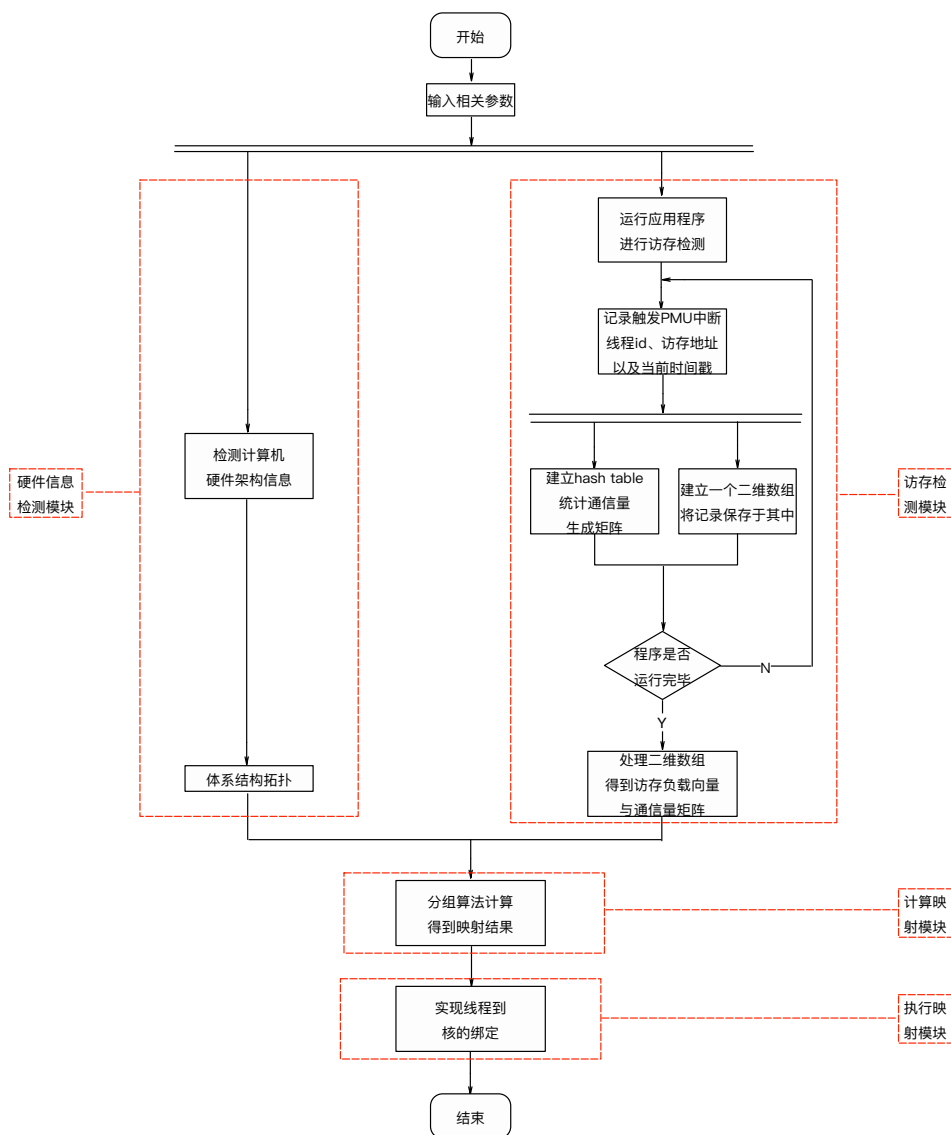 开始
输入相关参数
运行应用程序
进行访存检测
记录触发PMU中断
线程id、访存地址
以及当前时间戳
检测计算机
硬件架构信息
硬件信息
检测模块
建立hash table
统计通信量
生成矩阵
建立一个二维数组
将记录保存于其中
访存检
测模块
程序是否
运行完毕
N
Y
体系结构拓扑
处理二维数组
得到访存负载向量
与通信量矩阵
分组算法计算
得到映射结果
计算映
射模块
实现线程到
核的绑定
执行映
射模块
结束